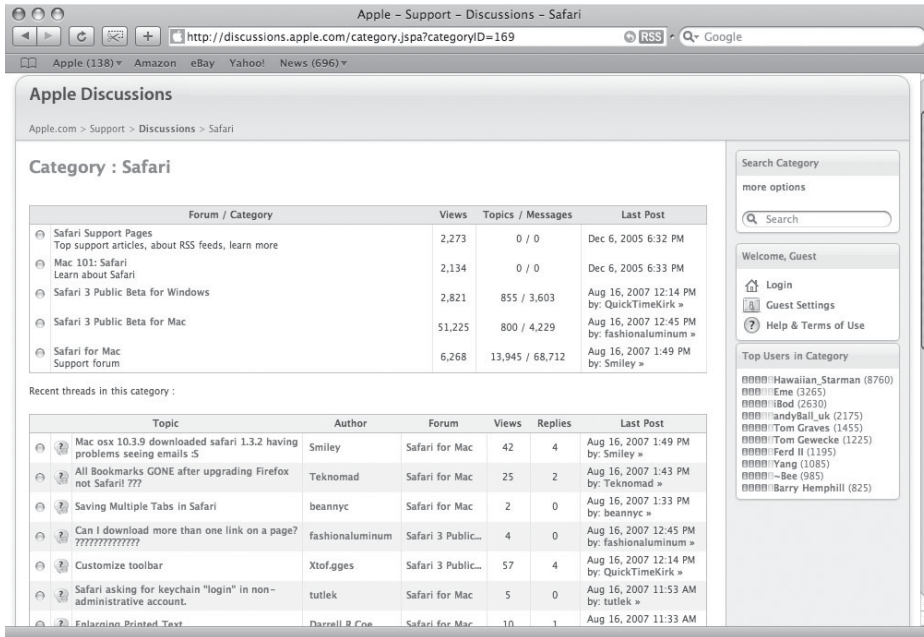 Apple – Support – Discussions – Safari
http://discussions.apple.com/category.jspa?categoryID=169
RSS
Google
Apple (138) Amazon eBay Yahoo! News (696)
Apple Discussions
Apple.com > Support > Discussions > Safari
Category : Safari
Forum / Category Views Topics / Messages Last Post
Safari Support Pages
Top support articles, about RSS feeds, learn more
2,273 0 / 0 Dec 6, 2005 6:32 PM
Mac 101: Safari
Learn about Safari
2,134 0 / 0 Dec 6, 2005 6:33 PM
Safari 3 Public Beta for Windows
2,821 855 / 3,603 Aug 16, 2007 12:14 PM
by: QuickTimeKirk »
Safari 3 Public Beta for Mac
51,225 800 / 4,229 Aug 16, 2007 12:45 PM
by: fashionaluminum »
Safari for Mac
Support forum
6,268 13,945 / 68,712 Aug 16, 2007 1:49 PM
by: Smiley »
Recent threads in this category :
Topic Author Forum Views Replies Last Post
Mac osx 10.3.9 downloaded safari 1.3.2 having
problems seeing emails :S
Smiley Safari for Mac 42 4 Aug 16, 2007 1:49 PM
by: Smiley »
All Bookmarks GONE after upgrading Firefox
not Safari! ???
Teknomad Safari for Mac 25 2 Aug 16, 2007 1:43 PM
by: Teknomad »
Saving Multiple Tabs in Safari
beannyc Safari for Mac 2 0 Aug 16, 2007 1:33 PM
by: beannyc »
Can I download more than one link on a page?
??????????????
fashionaluminum Safari 3 Public... 4 0 Aug 16, 2007 12:45 PM
by: fashionaluminum »
Customize toolbar
Xtof.gges Safari 3 Public... 57 4 Aug 16, 2007 12:14 PM
by: QuickTimeKirk »
Safari asking for keychain "login" in non-
administrative account.
tutlek Safari for Mac 5 0 Aug 16, 2007 11:53 AM
by: tutlek »
Enlarging Printed Text Darrell R Coe Safari for Mac 10 1 Aug 16, 2007 11:33 AM
Search Category
more options
Search
Welcome, Guest
Login
Guest Settings
? Help & Terms of Use
Top Users in Category
Hawaiian_Starman (8760)
Eme (3265)
iBod (2630)
andyBall_uk (2175)
Tom Graves (1455)
Tom Gewecke (1225)
Ferd II (1195)
Yang (1085)
~Bee (985)
Barry Hemphill (825)